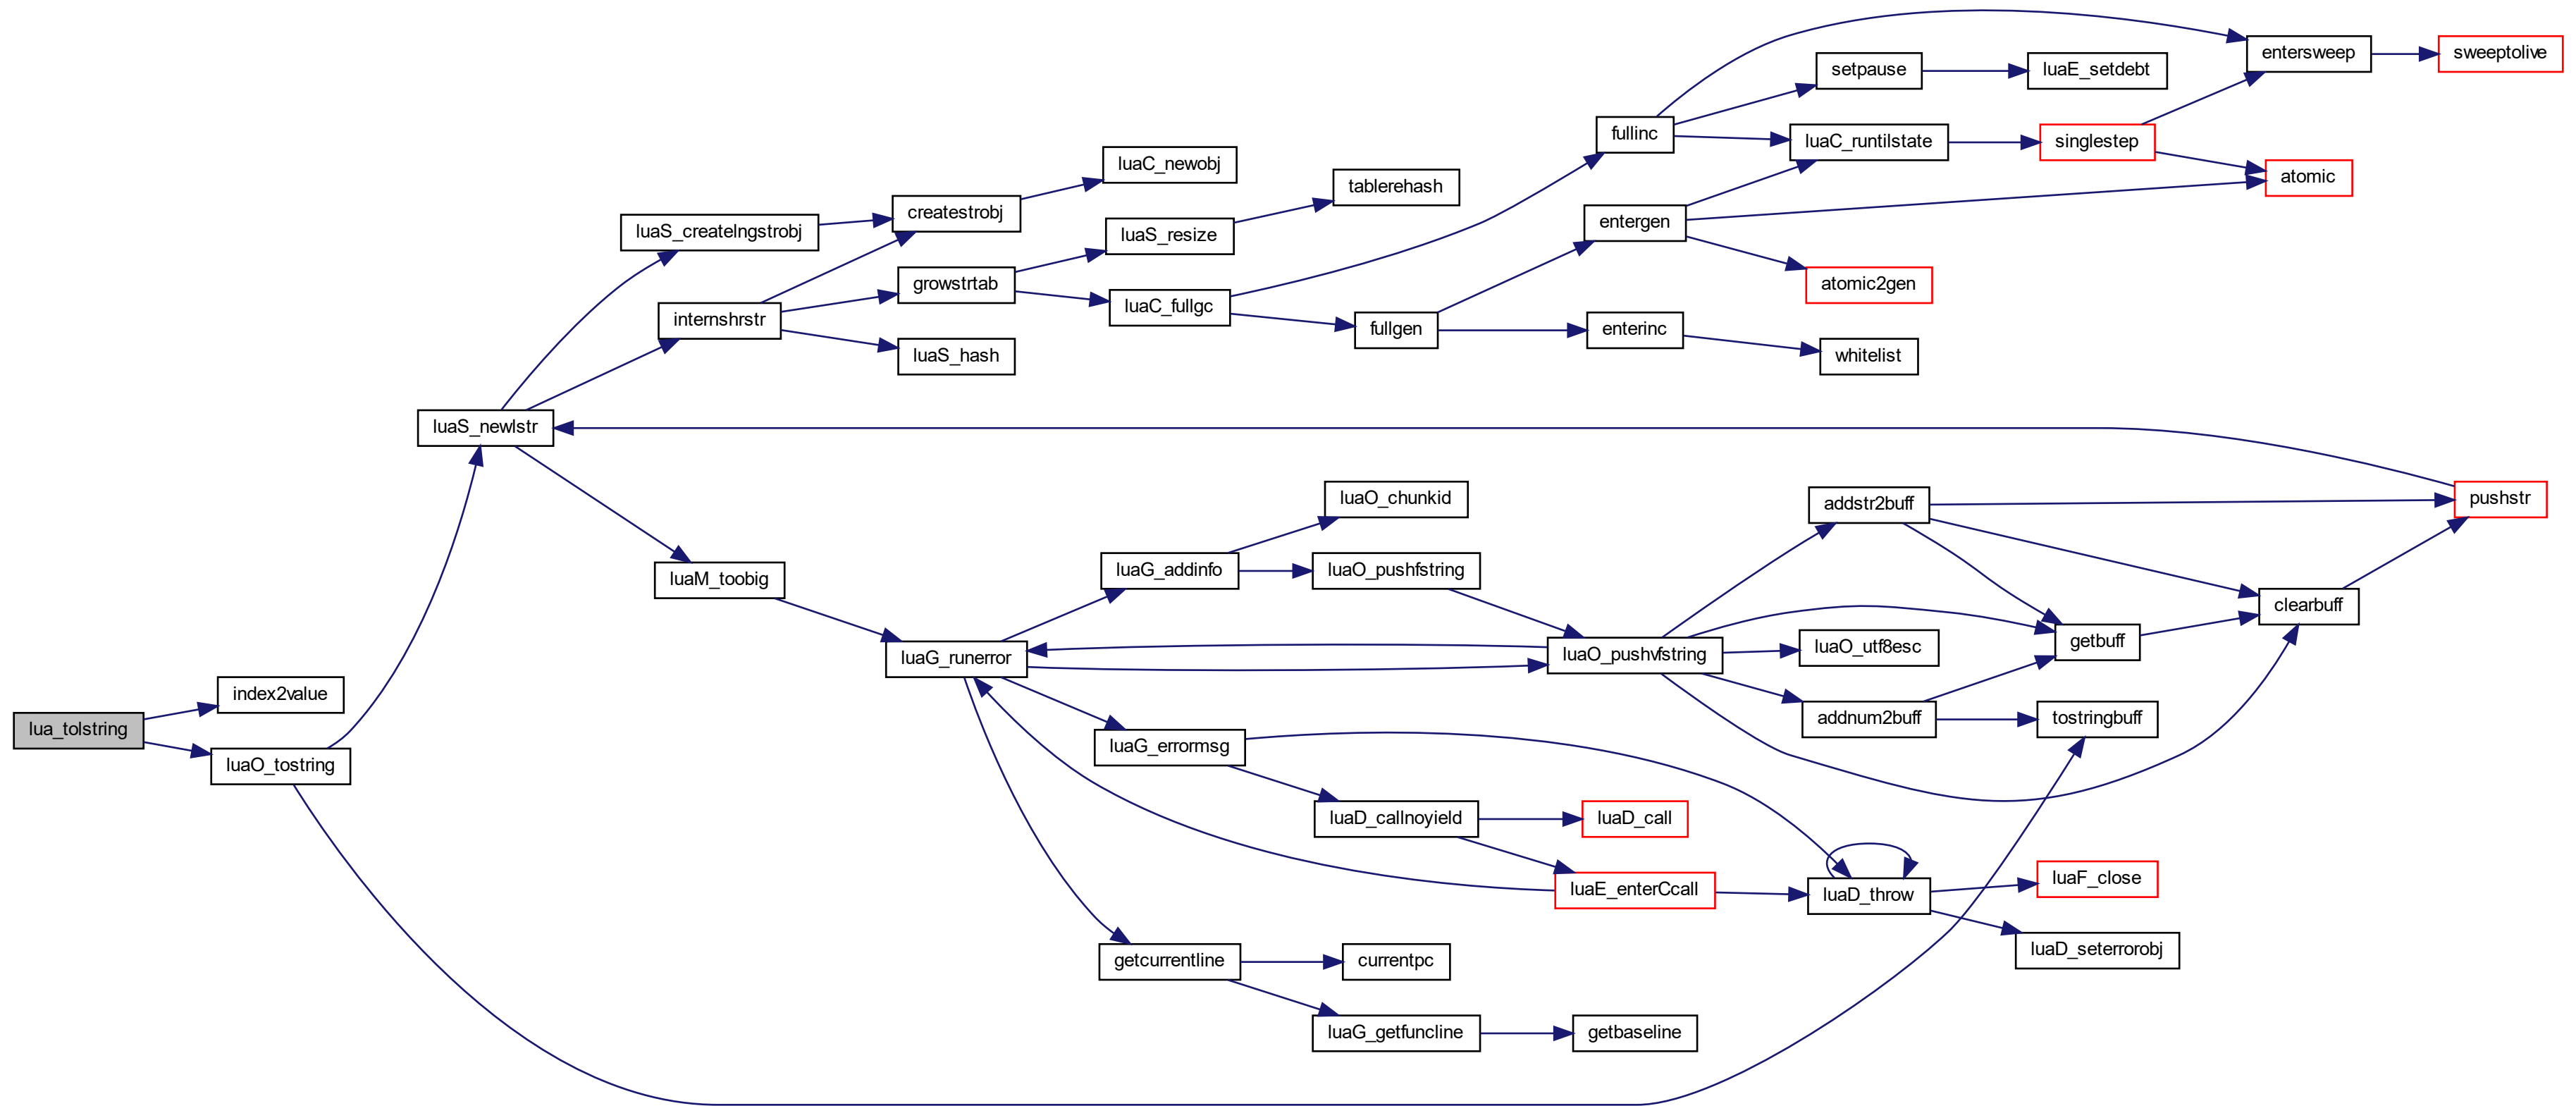 lua_tolstring
index2value
luaO_tostring
luaS_newlstr
luaS_createlngstrobj
internshrstr
luaM_toobig
createstrobj
growstrtab
luaS_hash
luaG_runerror
luaC_newobj
luaS_resize
luaC_fullgc
luaG_addinfo
luaG_errormsg
getcurrentline
tablerehash
fullgen
luaO_chunkid
luaO_pushfstring
luaD_callnoyield
currentpc
luaG_getfuncline
fullinc
entergen
enterinc
luaO_pushvfstring
luaD_call
luaE_enterCcall
getbaseline
setpause
luaC_runtilstate
atomic2gen
whitelist
addstr2buff
luaO_utf8esc
addnum2buff
luaD_throw
luaE_setdebt
singlestep
getbuff
tostringbuff
luaF_close
luaD_seterrorobj
entersweep
atomic
clearbuff
sweeptolive
pushstr